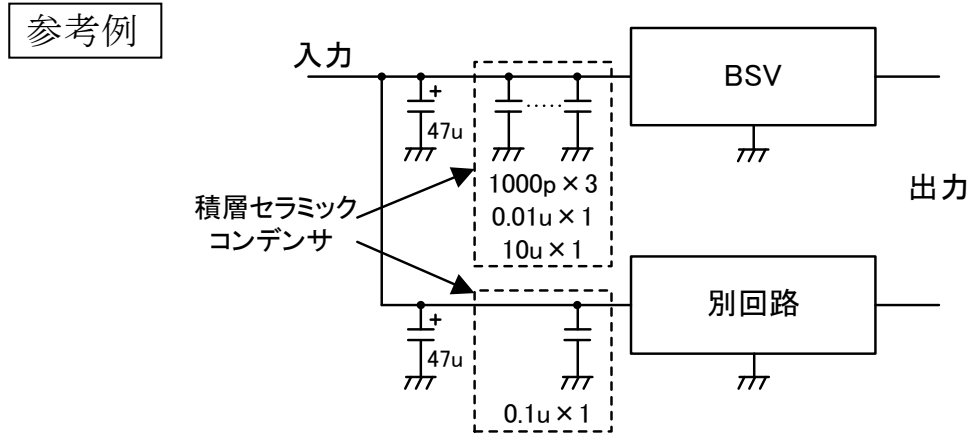 参考例
入力
BSV
+
47u
1000p×3
0.01u×1
10u×1
出力
積層セラミック
コンデンサ
別回路
+
47u
0.1u×1